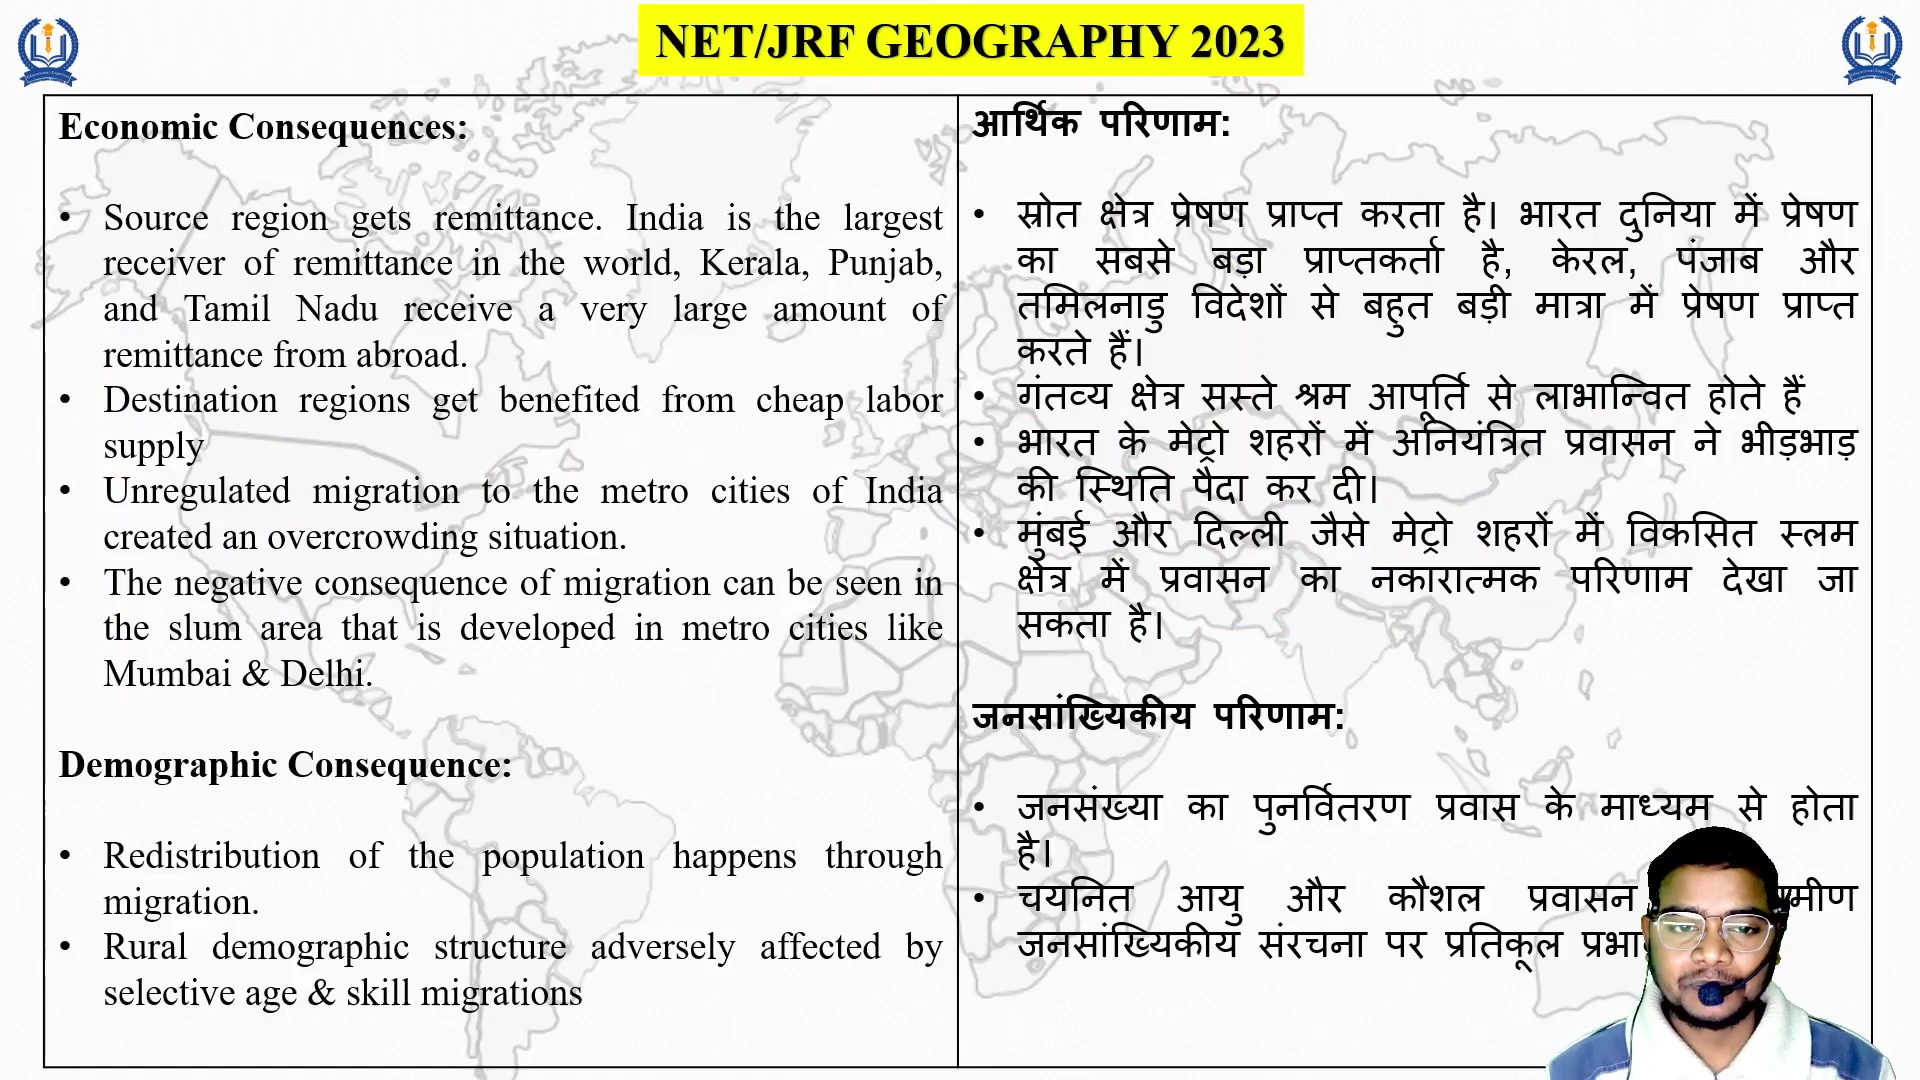 NET/JRF GEOGRAPHY 2023
Economic Consequences:
• Source region gets remittance. India is the largest
receiver of remittance in the world, Kerala, Punjab,
and Tamil Nadu receive a very large amount of
remittance from abroad.
• Destination regions get benefited from cheap labor
supply
• Unregulated migration to the metro cities of India
created an overcrowding situation.
• The negative consequence of migration can be seen in
the slum area that is developed in metro cities like
Mumbai & Delhi.
Demographic Consequence:
• Redistribution of the population happens through
migration.
• Rural demographic structure adversely affected by
selective age & skill migrations
आर्थिक परिणाम:
• स्रोत क्षेत्र प्रेषण प्राप्त करता है। भारत दुनिया में प्रेषण
का सबसे बड़ा प्राप्तकर्ता है, केरल, पंजाब और
तमिलनाडु विदेशों से बहुत बड़ी मात्रा में प्रेषण प्राप्त
करते हैं।
• गंतव्य क्षेत्र सस्ते श्रम आपूर्ति से लाभान्वित होते हैं
• भारत के मेट्रो शहरों में अनियंत्रित प्रवासन ने भीड़भाड़
की स्थिति पैदा कर दी।
• मुंबई और दिल्ली जैसे मेट्रो शहरों में विकसित स्लम
क्षेत्र में प्रवासन का नकारात्मक परिणाम देखा जा
सकता है।
जनसांख्यिकीय परिणाम:
• जनसंख्या का पुनर्वितरण प्रवास के माध्यम से होता
है।
• चयनित आयु और कौशल प्रवासन
जनसांख्यिकीय संरचना पर प्रतिकूल